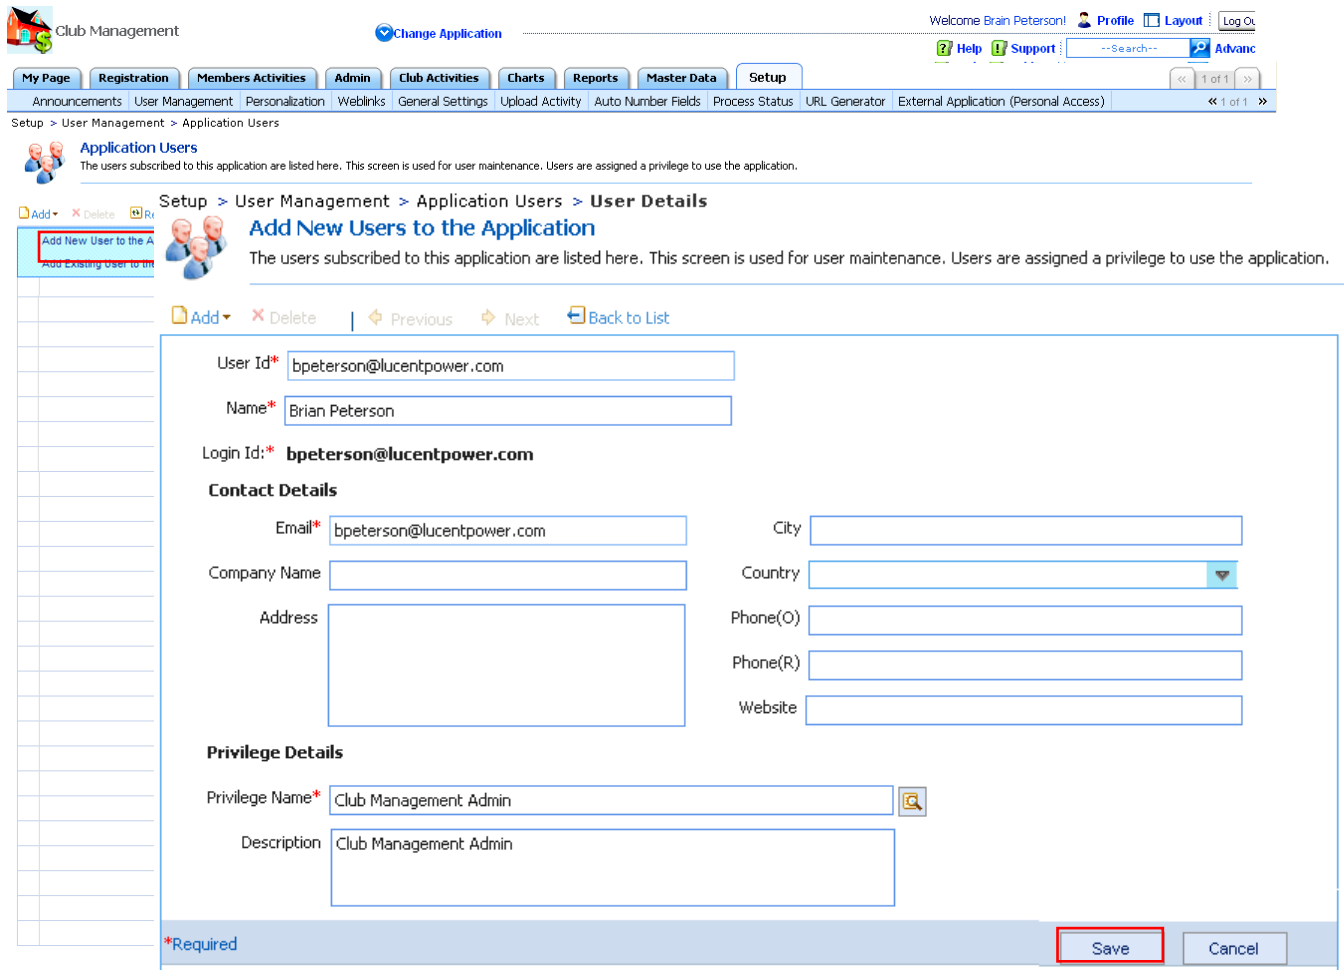 Club Management
Change Application
Welcome Brain Peterson! Profile Layout
Help Support --Search--
My Page Registration Members Activities Admin Club Activities Charts Reports Master Data Setup << 1 of 1 >>
Announcements User Management Personalization Weblinks General Settings Upload Activity Auto Number Fields Process Status URL Generator External Application (Personal Access) << 1 of 1 >>
Setup > User Management > Application Users
Application Users
The users subscribed to this application are listed here. This screen is used for user maintenance. Users are assigned a privilege to use the application.
Add Delete
Add New User to the
Add Existing User to the
Setup > User Management > Application Users > User Details
Add New Users to the Application
The users subscribed to this application are listed here. This screen is used for user maintenance. Users are assigned a privilege to use the application.
Add Delete | Previous Next Back to List
User Id* bpeterson@lucentpower.com
Name* Brian Peterson
Login Id:* bpeterson@lucentpower.com
Contact Details
Email* bpeterson@lucentpower.com City
Company Name Country
Address Phone(O)
Phone(R)
Website
Privilege Details
Privilege Name* Club Management Admin
Description Club Management Admin
*Required Save Cancel